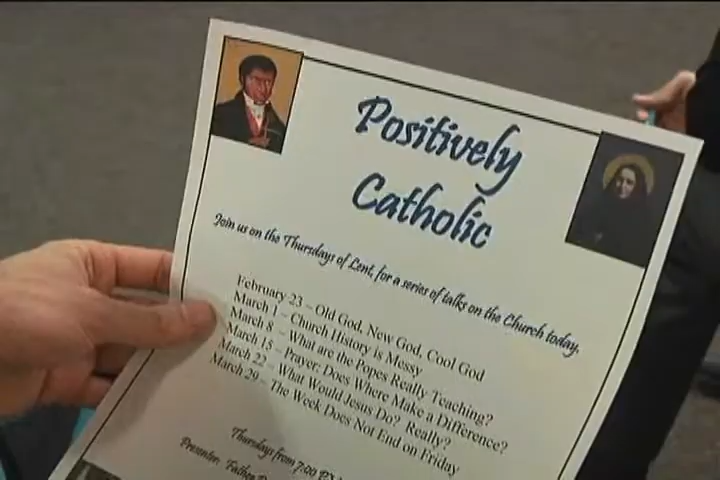 Positively
Catholic
Join us on the Thursdays of Lent, for a series of talks on the Church today.
February 23 – Old God, New God, Cool God
March 1 – Church History is Messy
March 8 – What are the Popes Really Teaching?
March 15 – Prayer: Does Where Make a Difference?
March 22 – What Would Jesus Do? Really?
March 29 – The Week Does Not End on Friday
Thursdays from 7:00
Presenter: